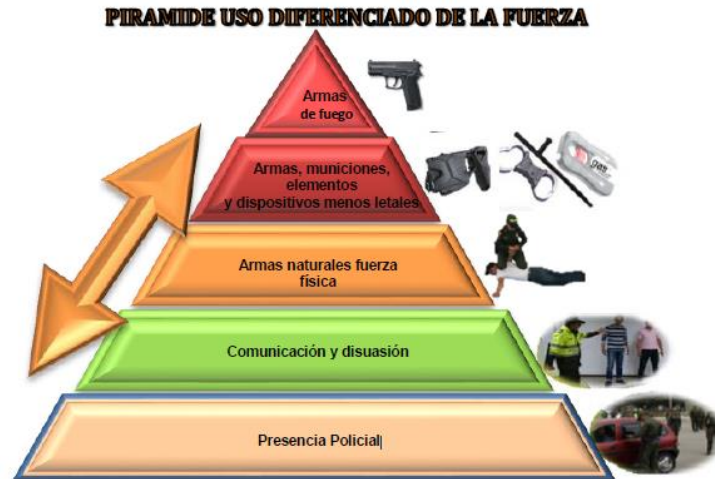 PIRAMIDE USO DIFERENCIADO DE LA FUERZA
Armas
de fuego
Armas, municiones,
elementos
y dispositivos menos letales
gas
Armas naturales fuerza
física
Comunicación y disuasión
Presencia Policial